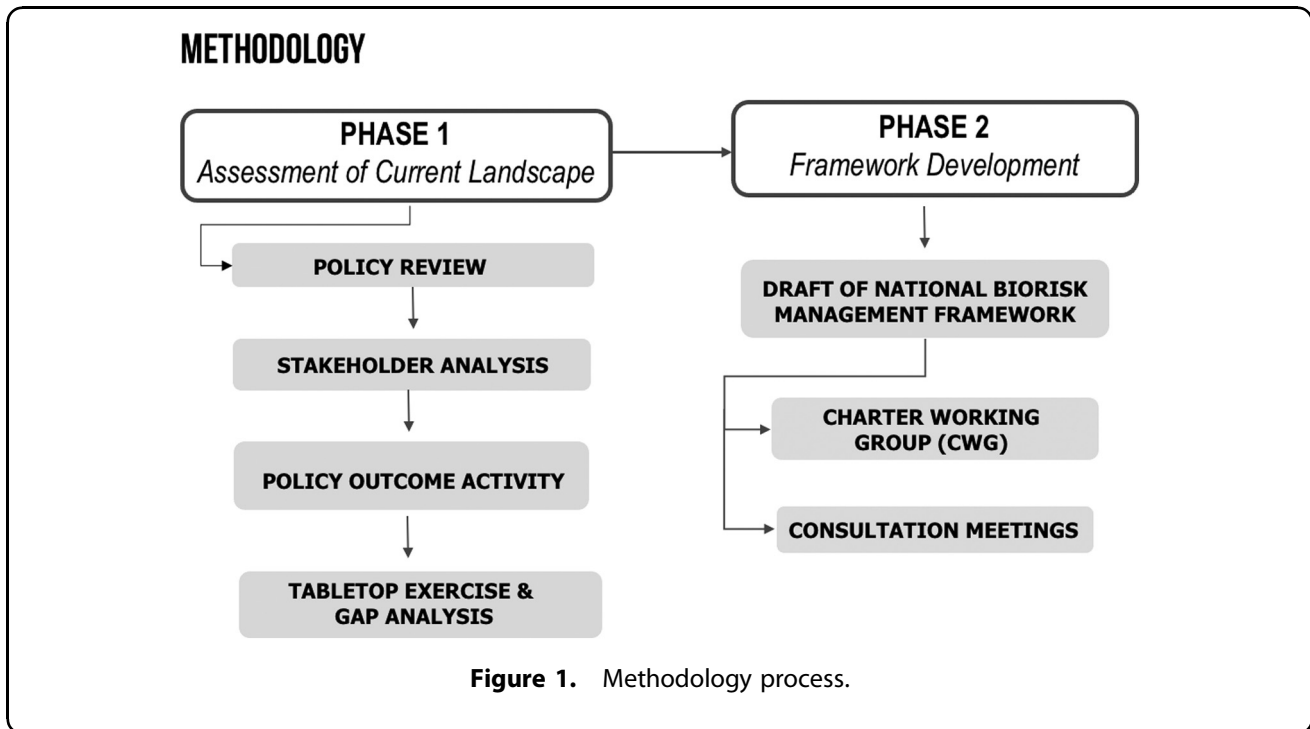 METHODOLOGY
PHASE 1
Assessment of Current Landscape
POLICY REVIEW
STAKEHOLDER ANALYSIS
POLICY OUTCOME ACTIVITY
TABLETOP EXERCISE &
GAP ANALYSIS
PHASE 2
Framework Development
DRAFT OF NATIONAL BIORISK
MANAGEMENT FRAMEWORK
CHARTER WORKING
GROUP (CWG)
CONSULTATION MEETINGS
Figure 1. Methodology process.